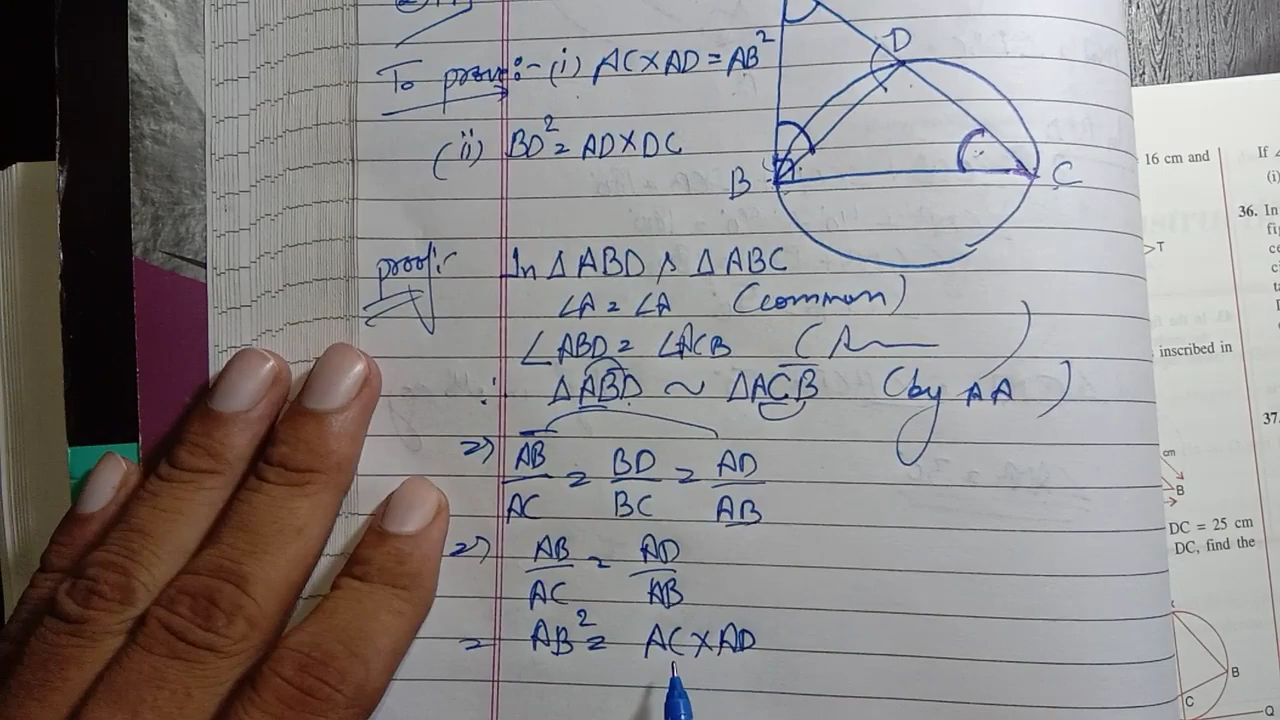 To prove:- (i) AC×AD = AB²
(ii) BD² = AD×DC
D
B
C
proof:-
In △ABD & △ABC
∠A = ∠A (common)
∠ABD = ∠ACB
∴ △ABD ~ △ACB (by AA)
⇒ AB/AC = BD/BC = AD/AB
⇒ AB/AC = AD/AB
= AB² = AC×AD
16 cm and
T
inscribed in
cm
B
DC = 25 cm
DC, find the
B
C
Q
If ∠
(i)
36. In
37.